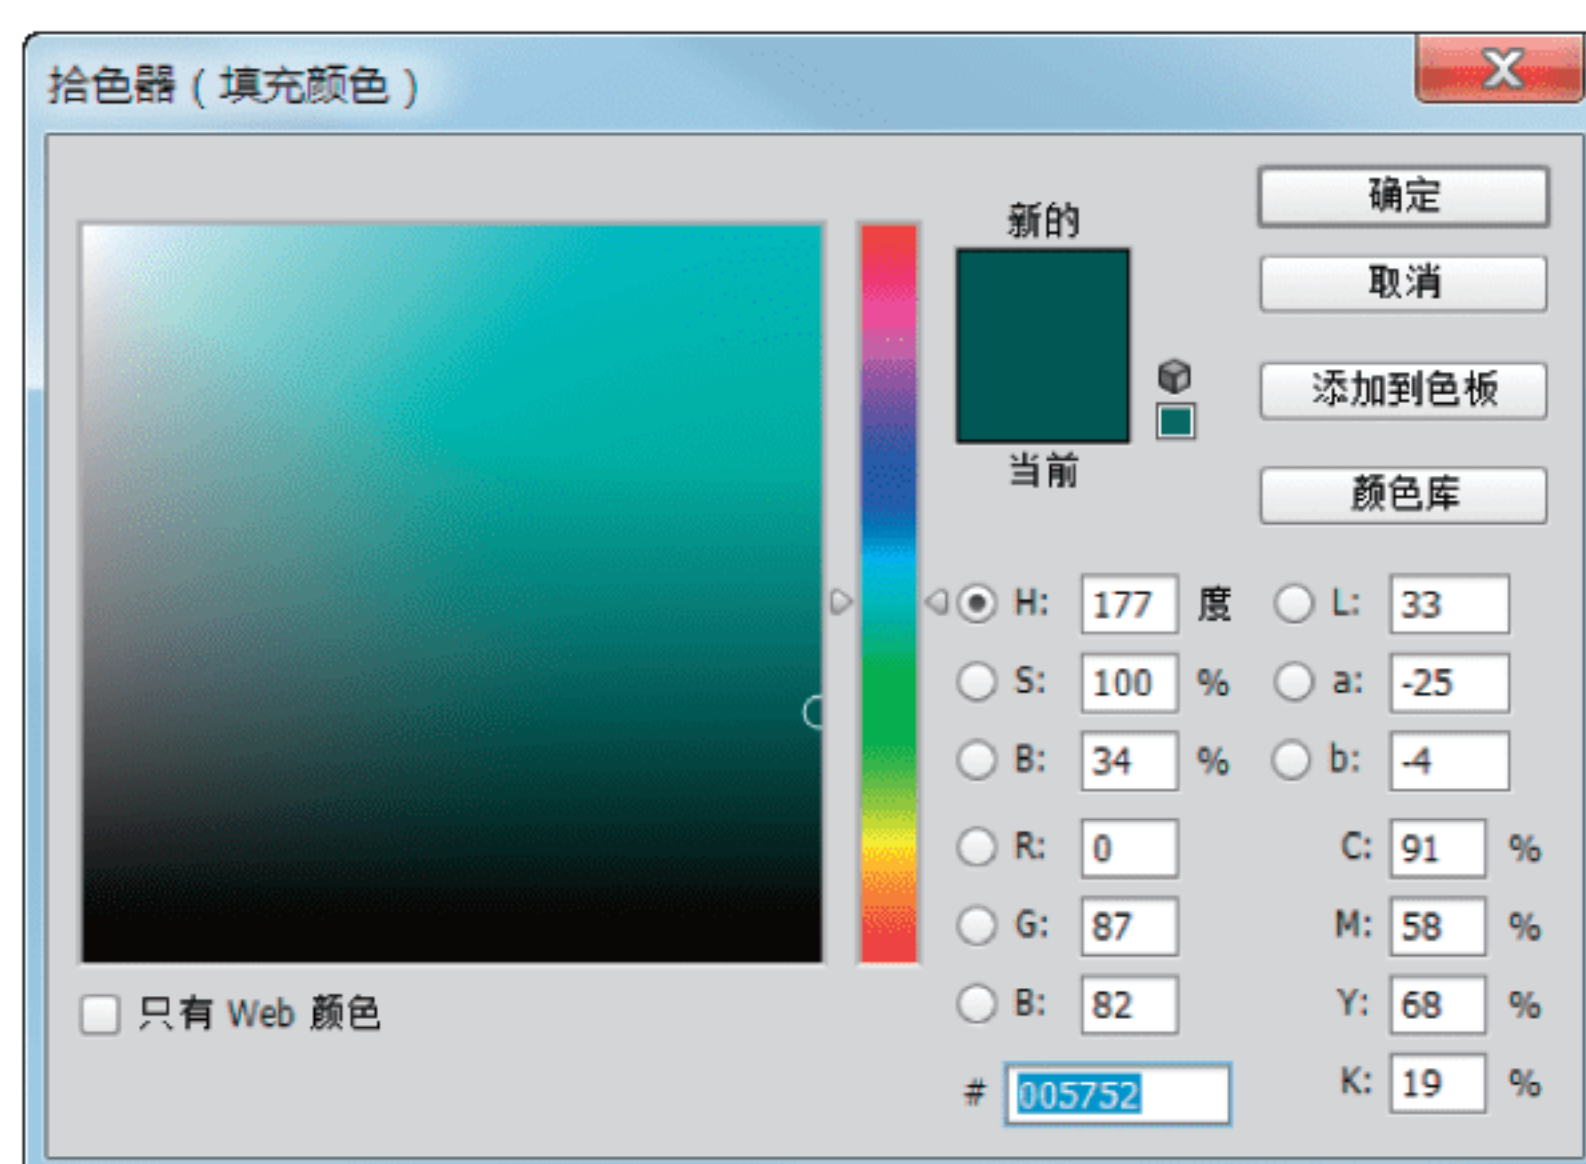 拾色器（填充颜色）
新的
当前
确定
取消
添加到色板
颜色库
H: 177 度
S: 100 %
B: 34 %
R: 0
G: 87
B: 82
# 005752
L: 33
a: -25
b: -4
C: 91 %
M: 58 %
Y: 68 %
K: 19 %
只有 Web 颜色